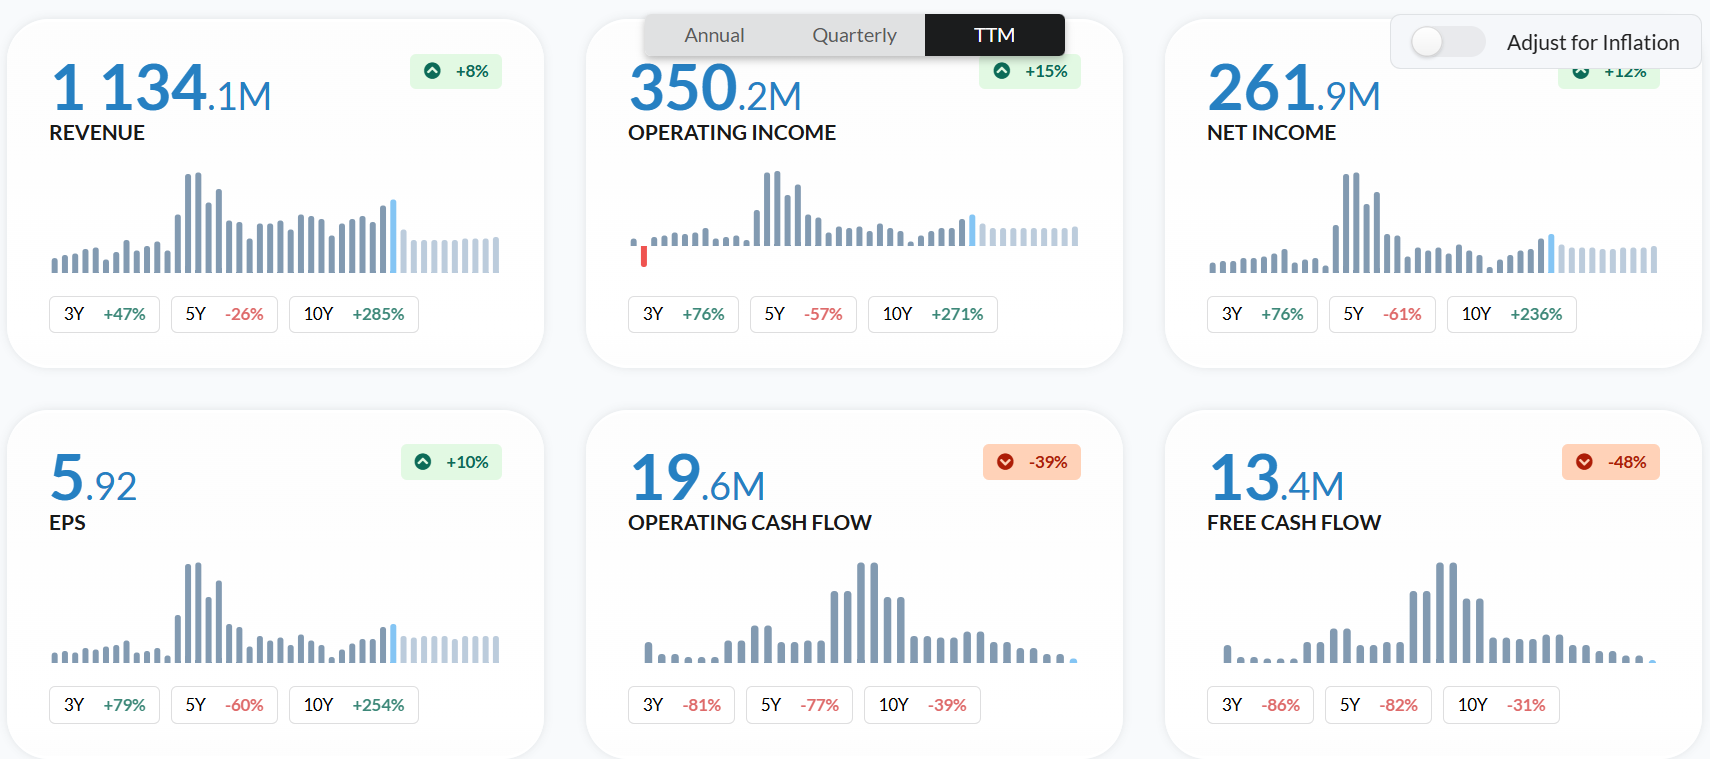 Annual Quarterly TTM
Adjust for Inflation
1 134.1M
+8%
REVENUE
3Y +47% 5Y -26% 10Y +285%
350.2M
+15%
OPERATING INCOME
3Y +76% 5Y -57% 10Y +271%
261.9M
+12%
NET INCOME
3Y +76% 5Y -61% 10Y +236%
5.92
+10%
EPS
3Y +79% 5Y -60% 10Y +254%
19.6M
-39%
OPERATING CASH FLOW
3Y -81% 5Y -77% 10Y -39%
13.4M
-48%
FREE CASH FLOW
3Y -86% 5Y -82% 10Y -31%